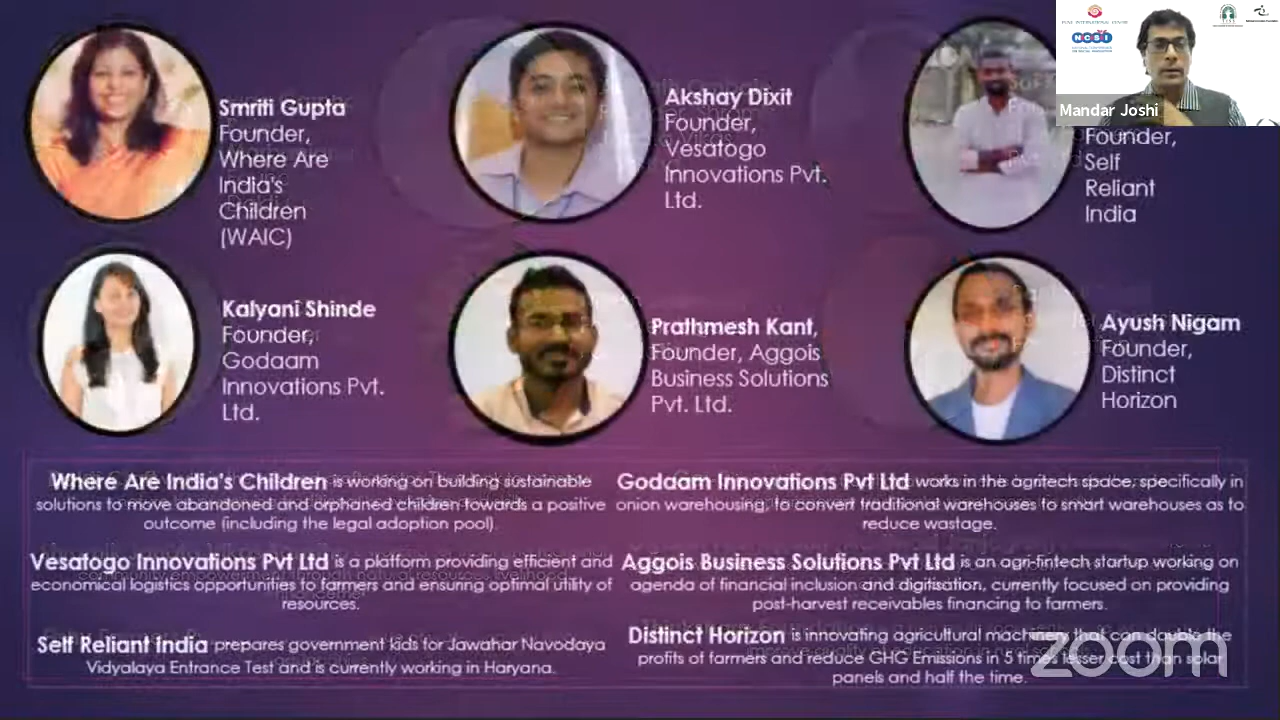 Smriti Gupta
Founder,
Where Are
India's
Children
(WAIC)
Akshay Dixit
Founder,
Vesatogo
Innovations Pvt.
Ltd.
Founder,
Self
Reliant
India
Mandar Joshi
NCSI
Kalyani Shinde
Founder,
Godaam
Innovations Pvt.
Ltd.
Prathmesh Kant,
Founder, Aggois
Business Solutions
Pvt. Ltd.
Ayush Nigam
Founder,
Distinct
Horizon
Where Are India's Children is working on building sustainable
solutions to move abandoned and orphaned children towards a positive
outcome (including the legal adoption pool).
Vesatogo Innovations Pvt Ltd is a platform providing efficient and
economical logistics opportunities to farmers and ensuring optimal utility of
resources.
Self Reliant India prepares government kids for Jawahar Navodaya
Vidyalaya Entrance Test and is currently working in Haryana.
Godaam Innovations Pvt Ltd works in the agritech space, specifically in
onion warehousing, to convert traditional warehouses to smart warehouses as to
reduce wastage.
Aggois Business Solutions Pvt Ltd is an agri-fintech startup working on
agenda of financial inclusion and digitisation, currently focused on providing
post-harvest receivables financing to farmers.
Distinct Horizon is innovating agricultural machinery that can double the
profits of farmers and reduce GHG Emissions in 5 times lesser cost than solar
panels and half the time.
zoom